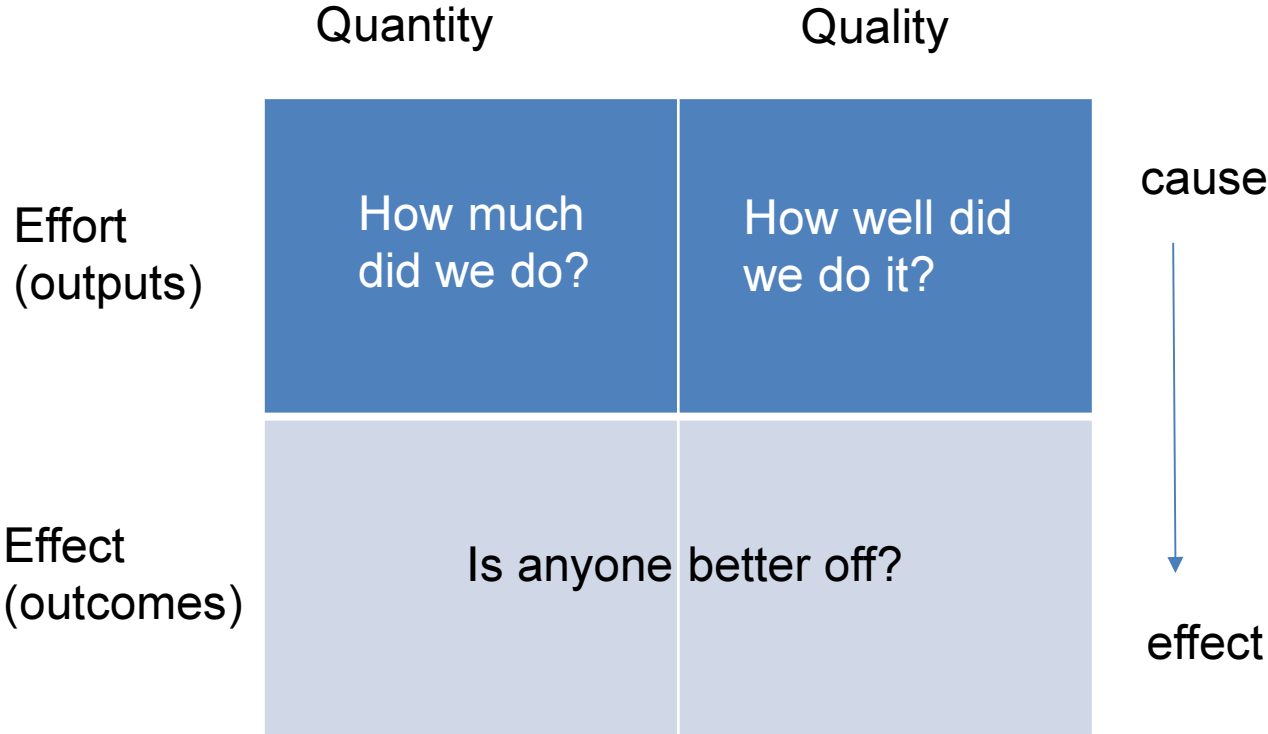 Quantity
Quality
How much
did we do?
How well did
we do it?
cause
Effort
(outputs)
Is anyone better off?
Effect
(outcomes)
effect